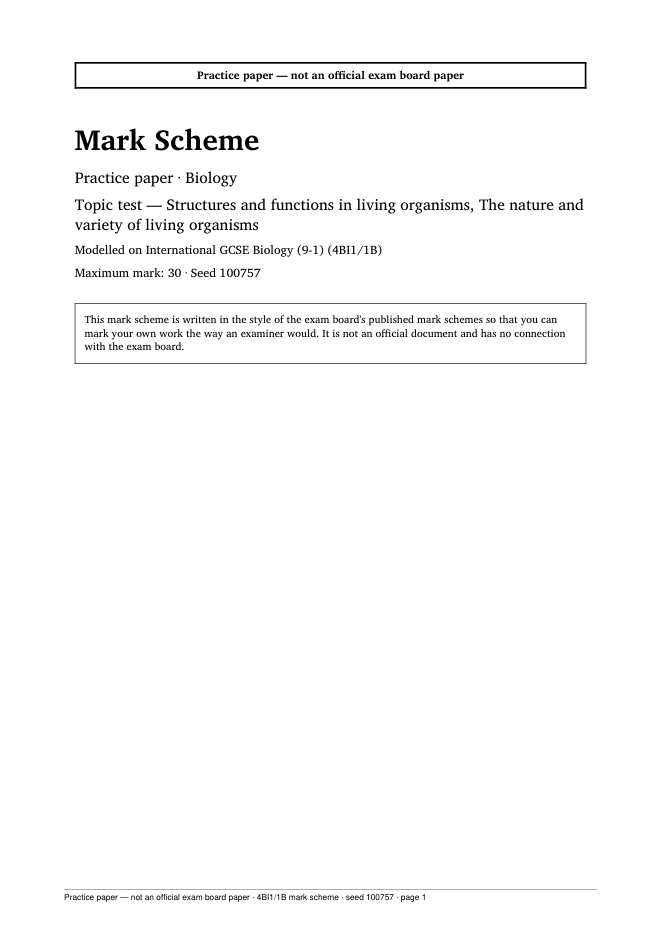 Practice paper — not an official exam board paper
Mark Scheme
Practice paper · Biology
Topic test — Structures and functions in living organisms, The nature and
variety of living organisms
Modelled on International GCSE Biology (9-1) (4BI1/1B)
Maximum mark: 30 · Seed 100757
This mark scheme is written in the style of the exam board's published mark schemes so that you can
mark your own work the way an examiner would. It is not an official document and has no connection
with the exam board.
Practice paper — not an official exam board paper · 4BI1/1B mark scheme · seed 100757 · page 1